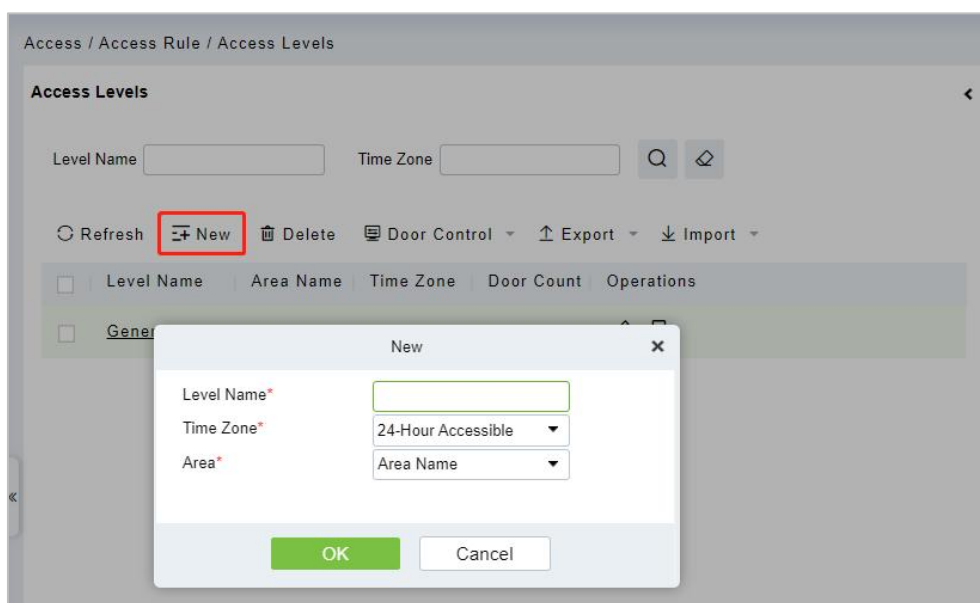 Access / Access Rule / Access Levels
Access Levels
Level Name Time Zone
Refresh New Delete Door Control Export Import
Level Name Area Name Time Zone Door Count Operations
New
Level Name*
Time Zone* 24-Hour Accessible
Area* Area Name
OK Cancel